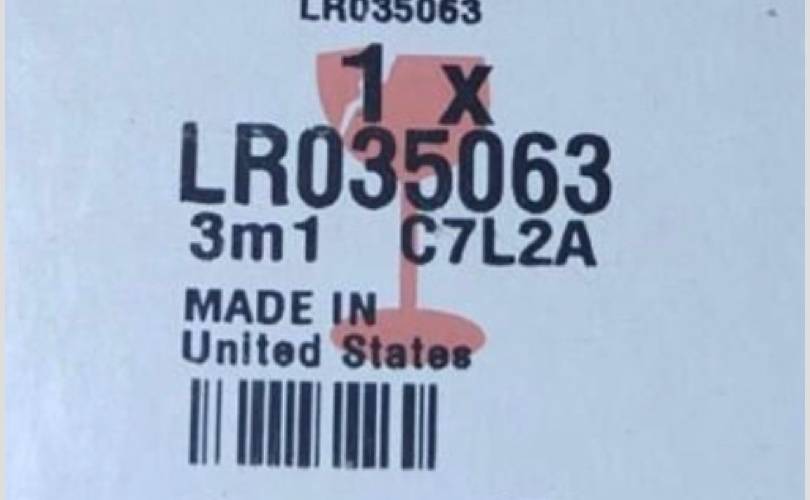 LR035063
1 x
LR035063
3m1 C7L2A
MADE IN
United States